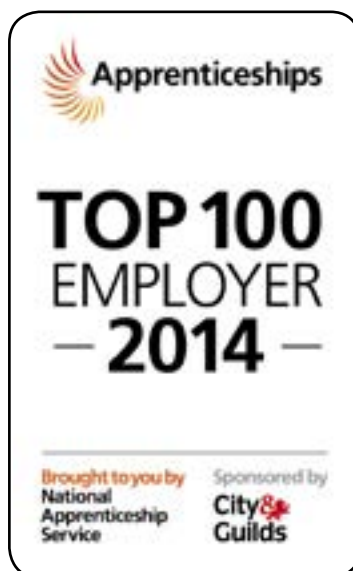 Apprenticeships
TOP 100
EMPLOYER
– 2014 –
Brought to you by
National
Apprenticeship
Service
Sponsored by
City&
Guilds